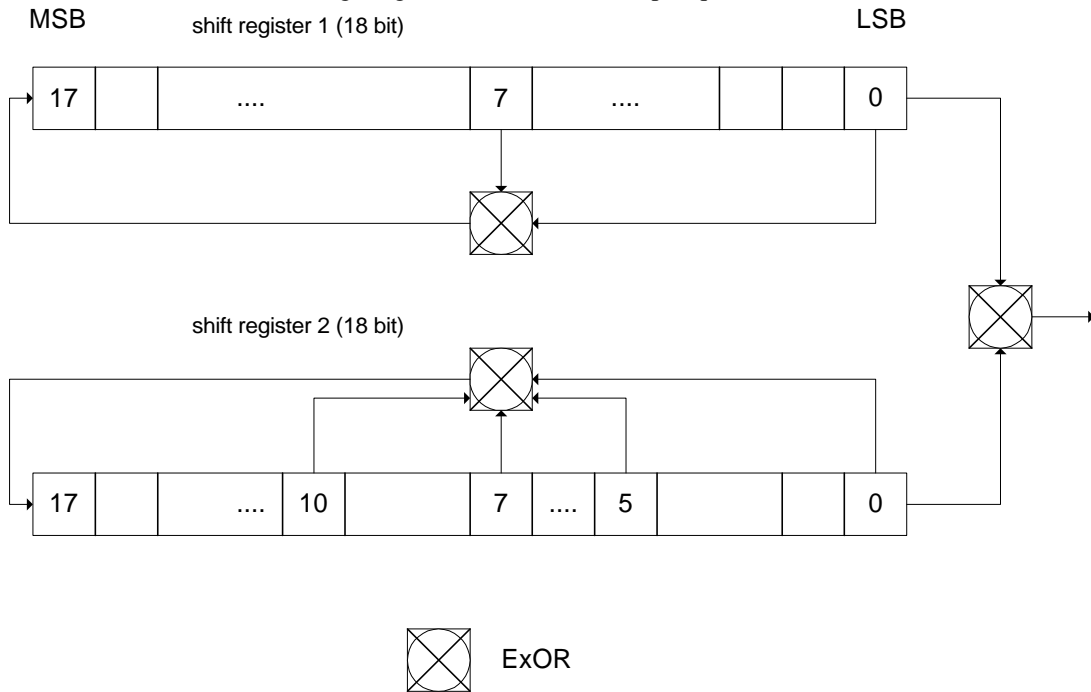 MSB LSB
shift register 1 (18 bit)
17 .... 7 .... 0
shift register 2 (18 bit)
17 .... 10 7 .... 5 0
ExOR